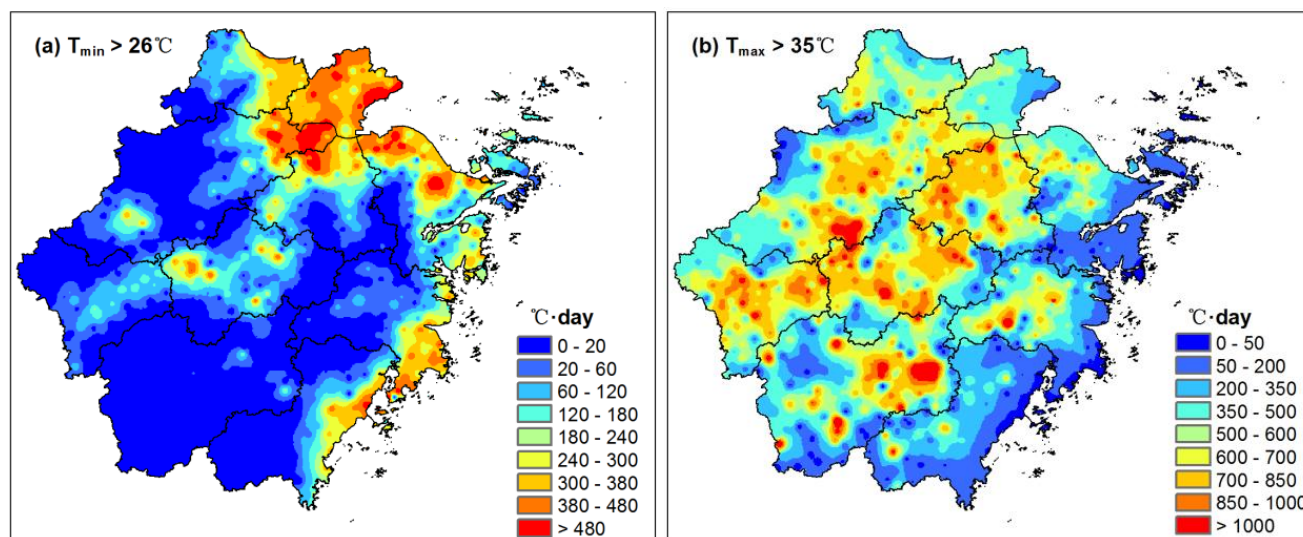 (a) Tmin > 26℃
℃·day
0 - 20
20 - 60
60 - 120
120 - 180
180 - 240
240 - 300
300 - 380
380 - 480
> 480
(b) Tmax > 35℃
℃·day
0 - 50
50 - 200
200 - 350
350 - 500
500 - 600
600 - 700
700 - 850
850 - 1000
> 1000